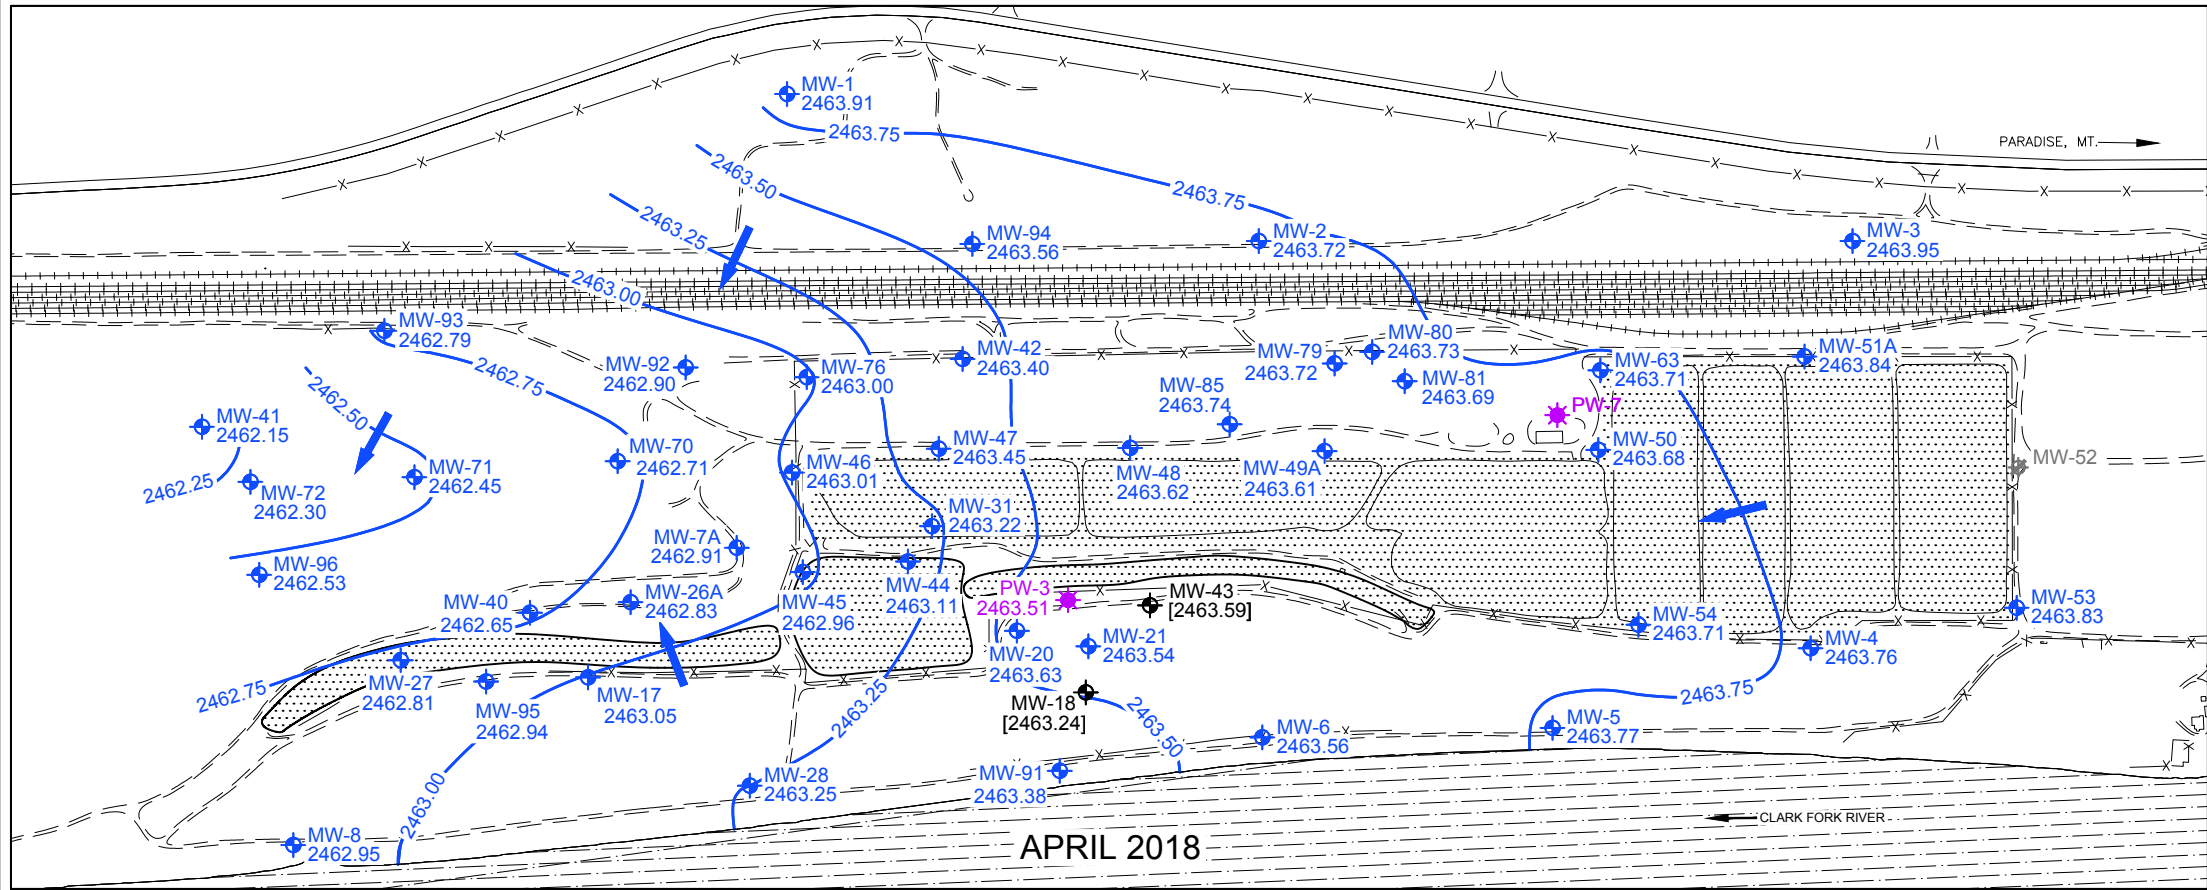 MW-1
2463.91
2463.75
PARADISE, MT.
2463.50
2463.75
2463.25
MW-94
2463.56
MW-2
2463.72
MW-3
2463.95
2463.00
MW-93
2462.79
MW-80
2463.73
MW-42
2463.40
MW-79
2463.72
MW-51A
2463.84
MW-63
2463.71
MW-92
2462.90
MW-76
2463.00
2462.75
MW-81
2463.69
MW-85
2463.74
2462.50
PW-7
MW-41
2462.15
MW-70
2462.71
MW-47
2463.45
MW-50
2463.68
MW-52
MW-71
2462.45
MW-46
2463.01
MW-48
2463.62
MW-49A
2463.61
2462.25
MW-72
2462.30
MW-31
2463.22
MW-7A
2462.91
MW-96
2462.53
MW-44
2463.11
PW-3
2463.51
MW-43
[2463.59]
MW-40
2462.65
MW-26A
2462.83
MW-45
2462.96
MW-53
2463.83
MW-54
2463.71
MW-21
2463.54
MW-4
2463.76
MW-20
2463.63
MW-27
2462.81
2462.75
MW-17
2463.05
MW-95
2462.94
2463.25
MW-18
[2463.24]
2463.75
2463.50
MW-5
2463.77
MW-6
2463.56
MW-28
2463.25
MW-91
2463.38
2463.00
CLARK FORK RIVER
MW-8
2462.95
APRIL 2018